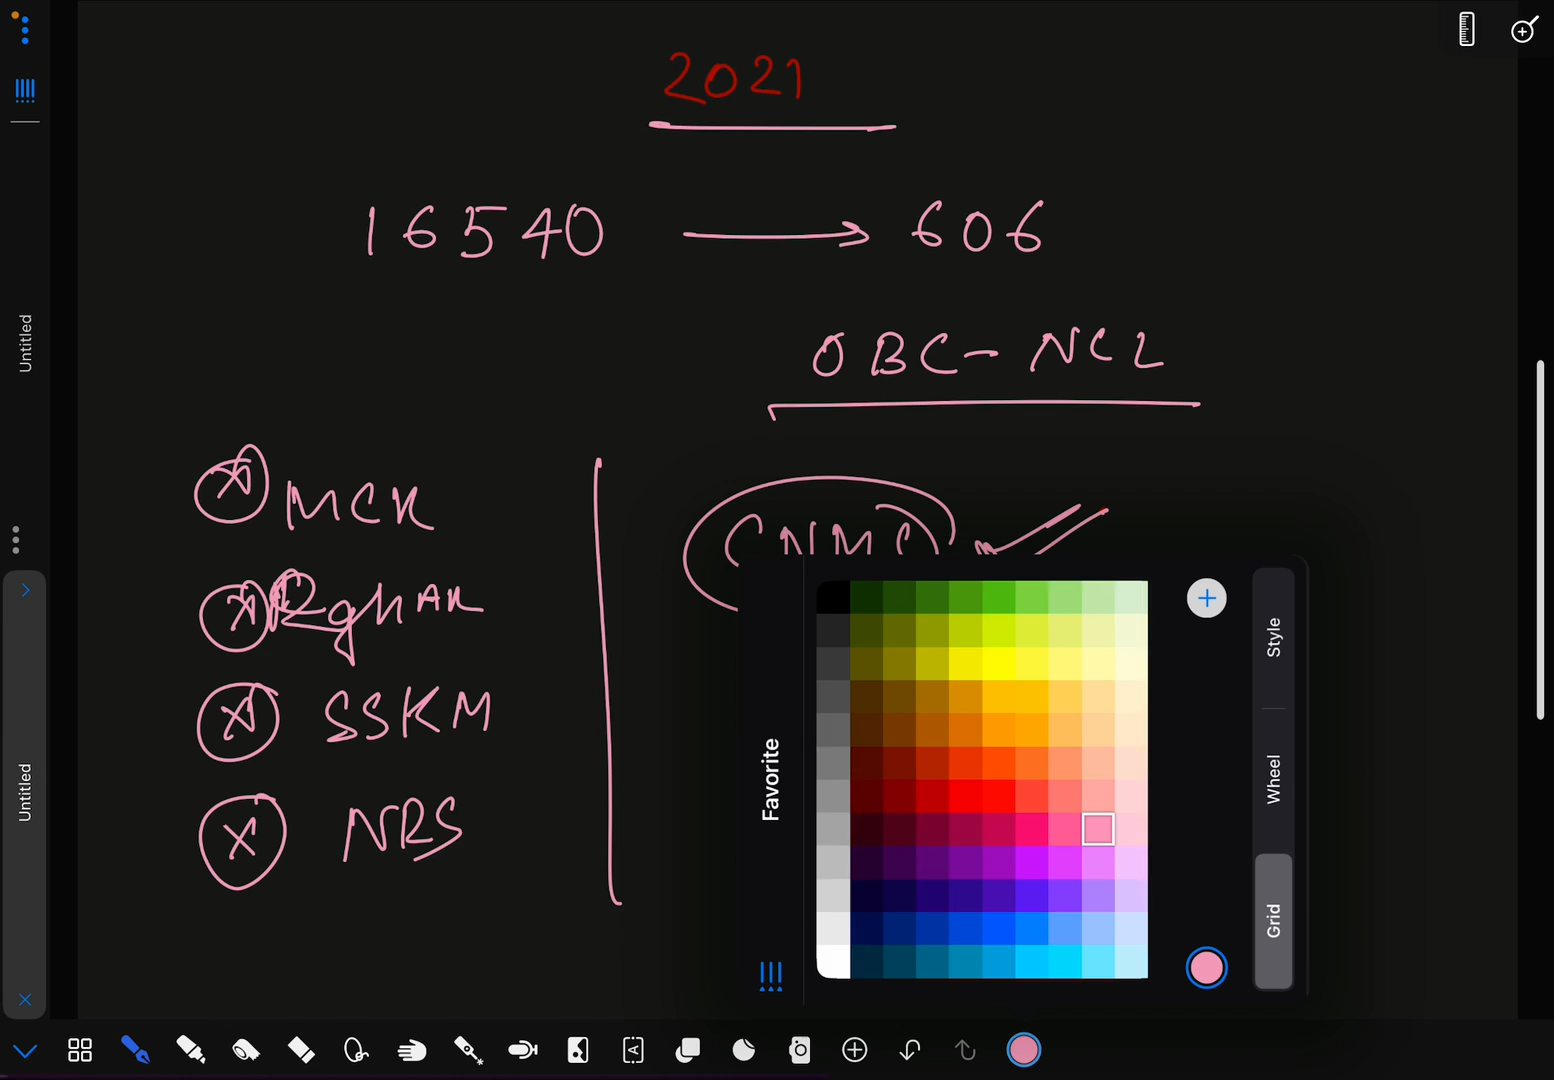 2021
16540 → 606
OBC-NCL
MCK
RghAR
SSKM
NRS
Untitled
Untitled
Favorite
Style
Wheel
Grid
A